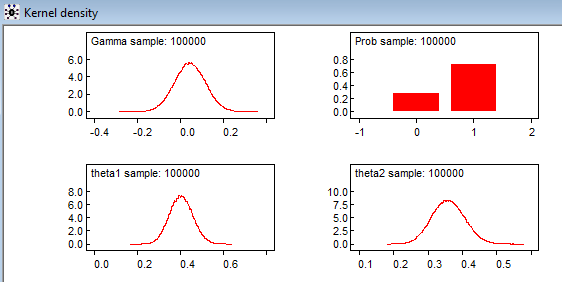 Kernel density
Gamma sample: 100000
6.0
4.0
2.0
0.0
-0.4 -0.2 0.0 0.2
Prob sample: 100000
0.8
0.6
0.4
0.2
0.0
-1 0 1 2
theta1 sample: 100000
8.0
6.0
4.0
2.0
0.0
0.0 0.2 0.4 0.6
theta2 sample: 100000
10.0
7.5
5.0
2.5
0.0
0.1 0.2 0.3 0.4 0.5